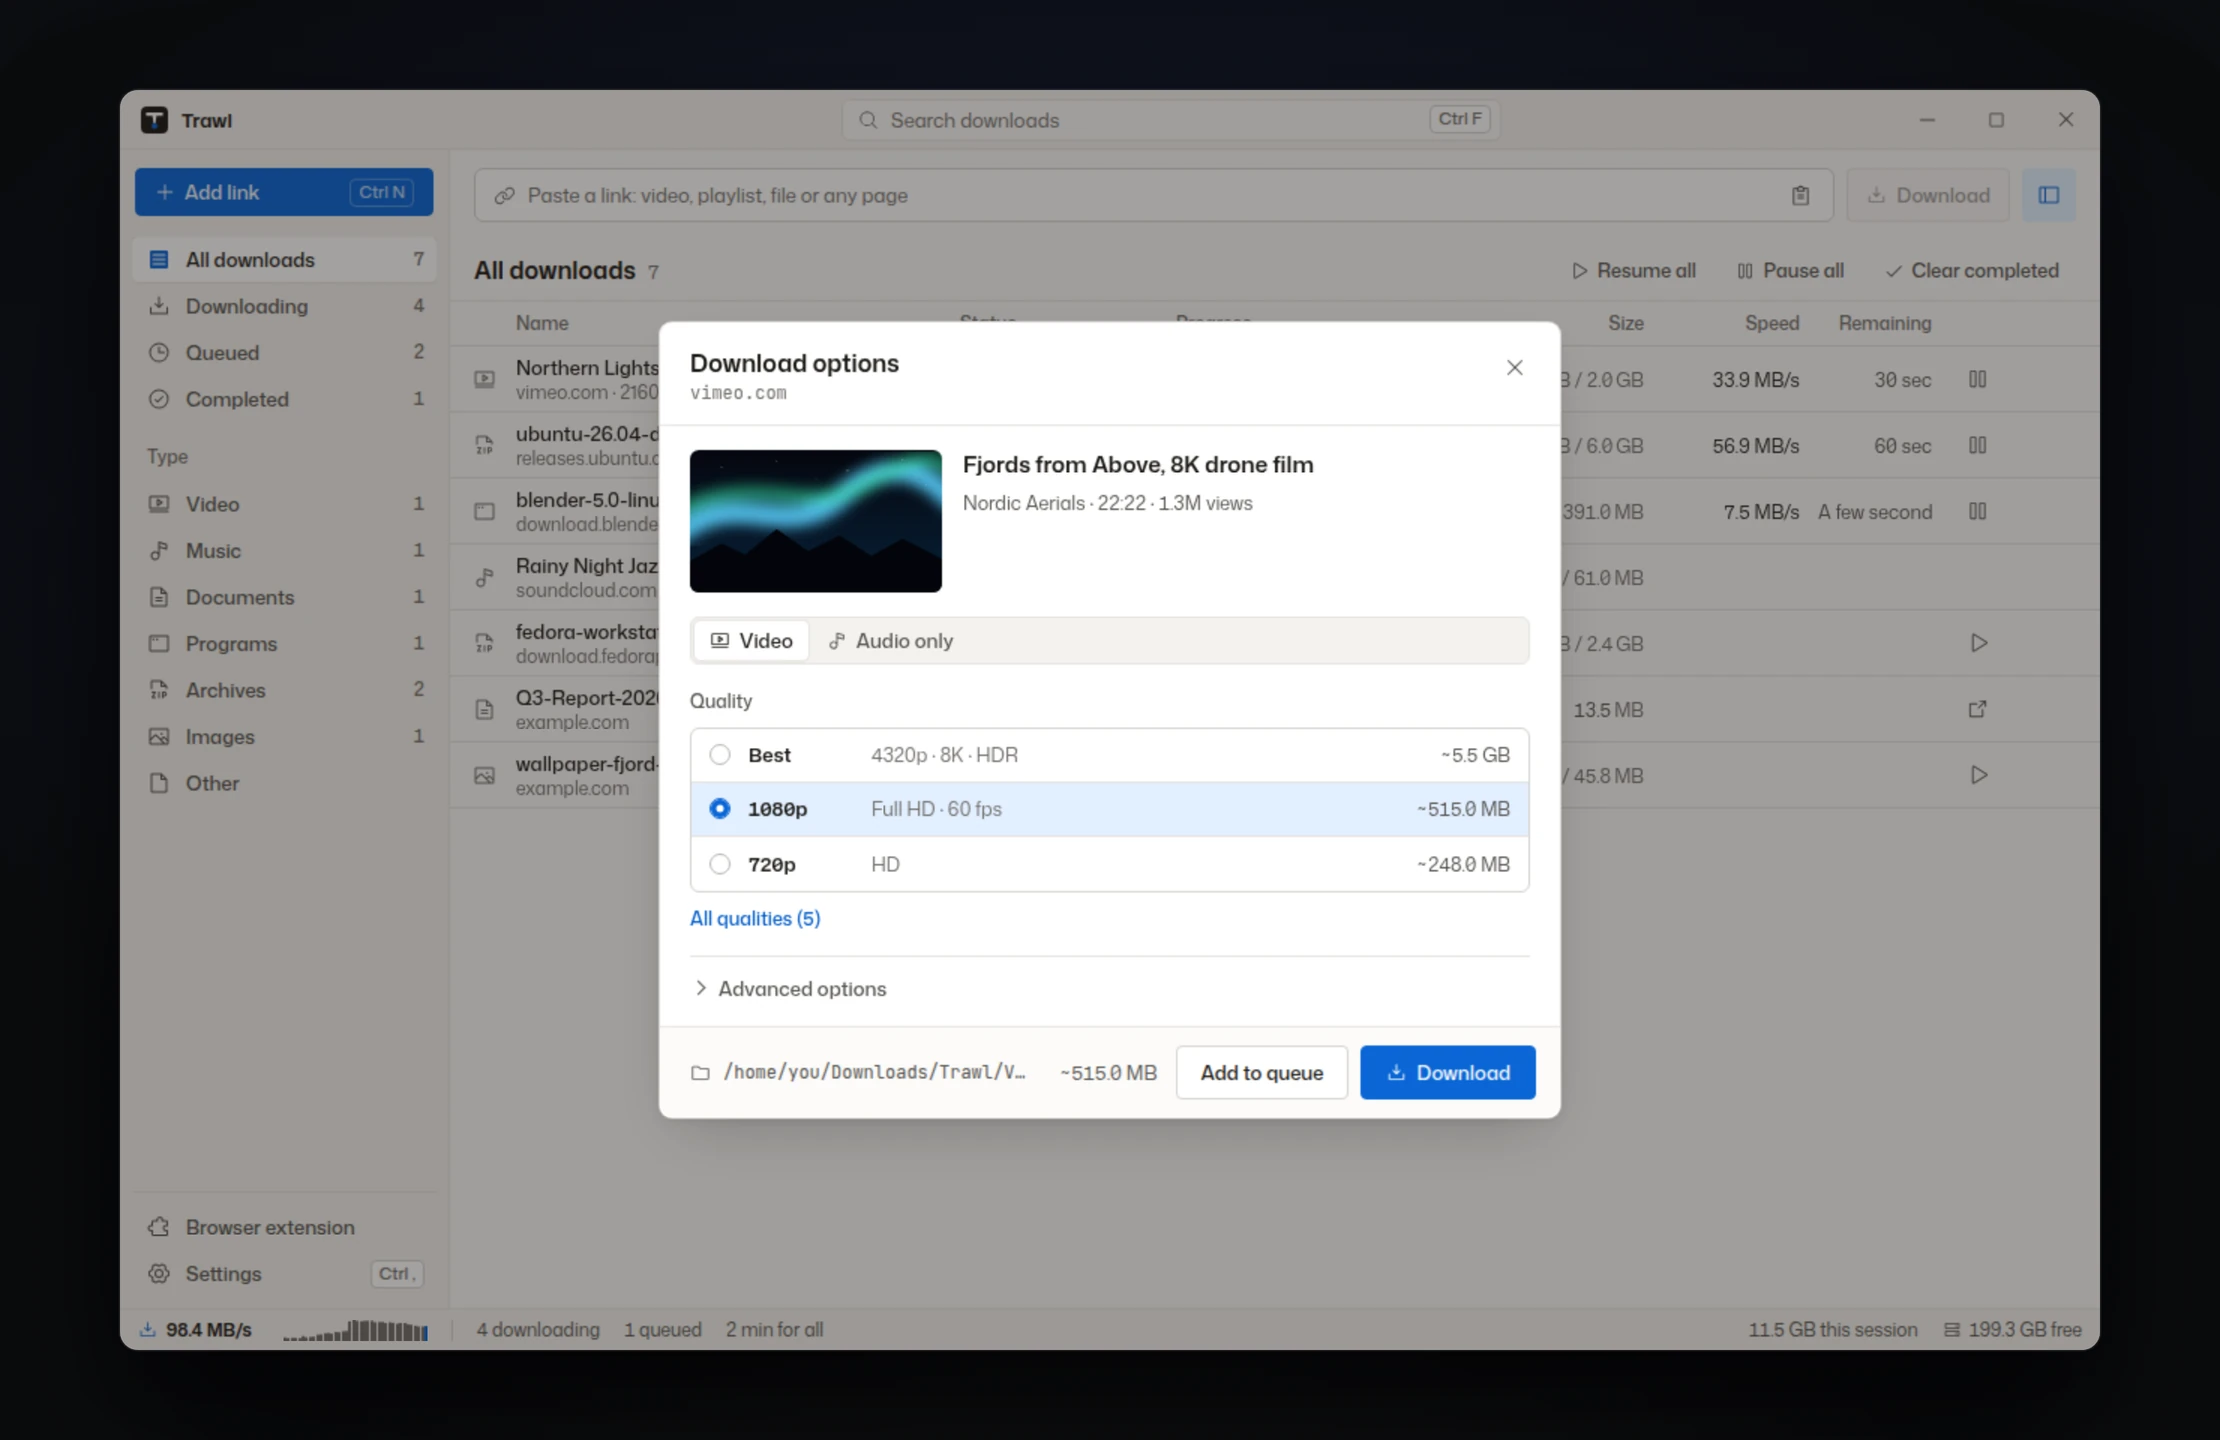 Trawl
Search downloads Ctrl F
Add link Ctrl N
Paste a link: video, playlist, file or any page
Download
All downloads 7
Downloading 4
Queued 2
Completed 1
Type
Video 1
Music 1
Documents 1
Programs 1
Archives 2
Images 1
Other
Browser extension
Settings Ctrl ,
All downloads 7
Resume all Pause all Clear completed
Name Status Progress Size Speed Remaining
Northern Lights / 2.0 GB 33.9 MB/s 30 sec
vimeo.com · 2160
ubuntu-26.04-d / 6.0 GB 56.9 MB/s 60 sec
releases.ubuntu.c
blender-5.0-linu 391.0 MB 7.5 MB/s A few second
download.blende
Rainy Night Jaz / 61.0 MB
soundcloud.com
fedora-worksta / 2.4 GB
download.fedorap
Q3-Report-202 13.5 MB
example.com
wallpaper-fjord- / 45.8 MB
example.com
Download options
vimeo.com
Fjords from Above, 8K drone film
Nordic Aerials · 22:22 · 1.3M views
Video Audio only
Quality
Best 4320p · 8K · HDR ~5.5 GB
1080p Full HD · 60 fps ~515.0 MB
720p HD ~248.0 MB
All qualities (5)
Advanced options
/home/you/Downloads/Trawl/V… ~515.0 MB Add to queue Download
98.4 MB/s 4 downloading 1 queued 2 min for all 11.5 GB this session 199.3 GB free